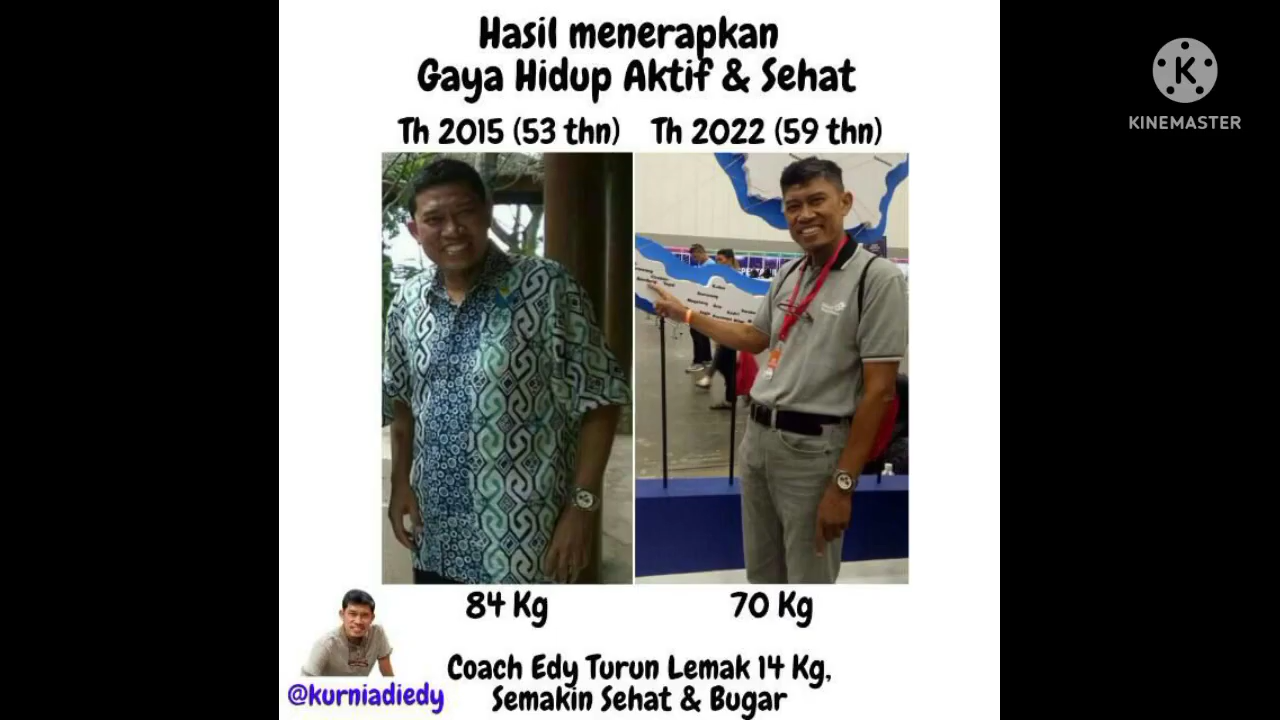 Hasil menerapkan
Gaya Hidup Aktif & Sehat
Th 2015 (53 thn) Th 2022 (59 thn)
KINEMASTER
84 Kg 70 Kg
Coach Edy Turun Lemak 14 Kg,
Semakin Sehat & Bugar
@kurniadiedy